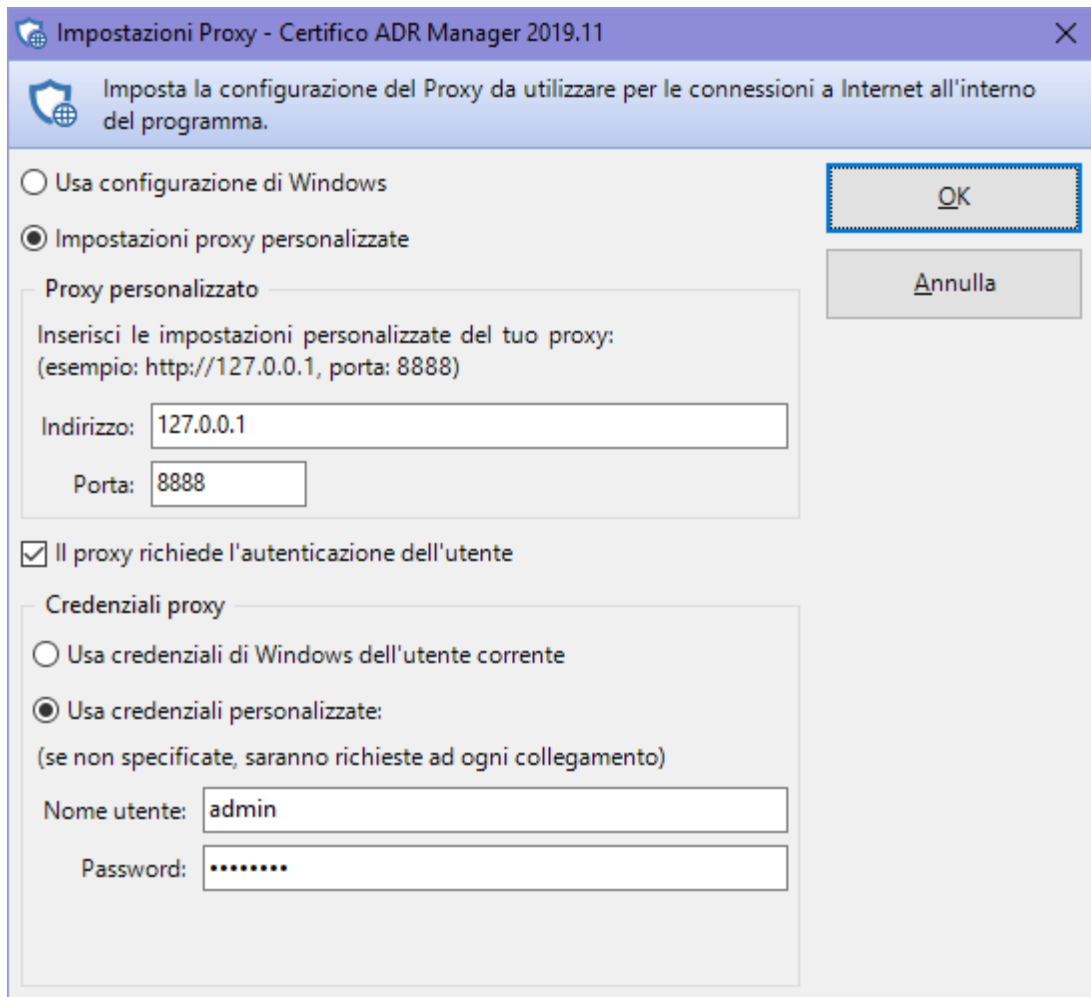 Impostazioni Proxy - Certifico ADR Manager 2019.11
Imposta la configurazione del Proxy da utilizzare per le connessioni a Internet all'interno
del programma.
Usa configurazione di Windows
OK
Impostazioni proxy personalizzate
Annulla
Proxy personalizzato
Inserisci le impostazioni personalizzate del tuo proxy:
(esempio: http://127.0.0.1, porta: 8888)
Indirizzo: 127.0.0.1
Porta: 8888
Il proxy richiede l'autenticazione dell'utente
Credenziali proxy
Usa credenziali di Windows dell'utente corrente
Usa credenziali personalizzate:
(se non specificate, saranno richieste ad ogni collegamento)
Nome utente: admin
Password: ••••••••